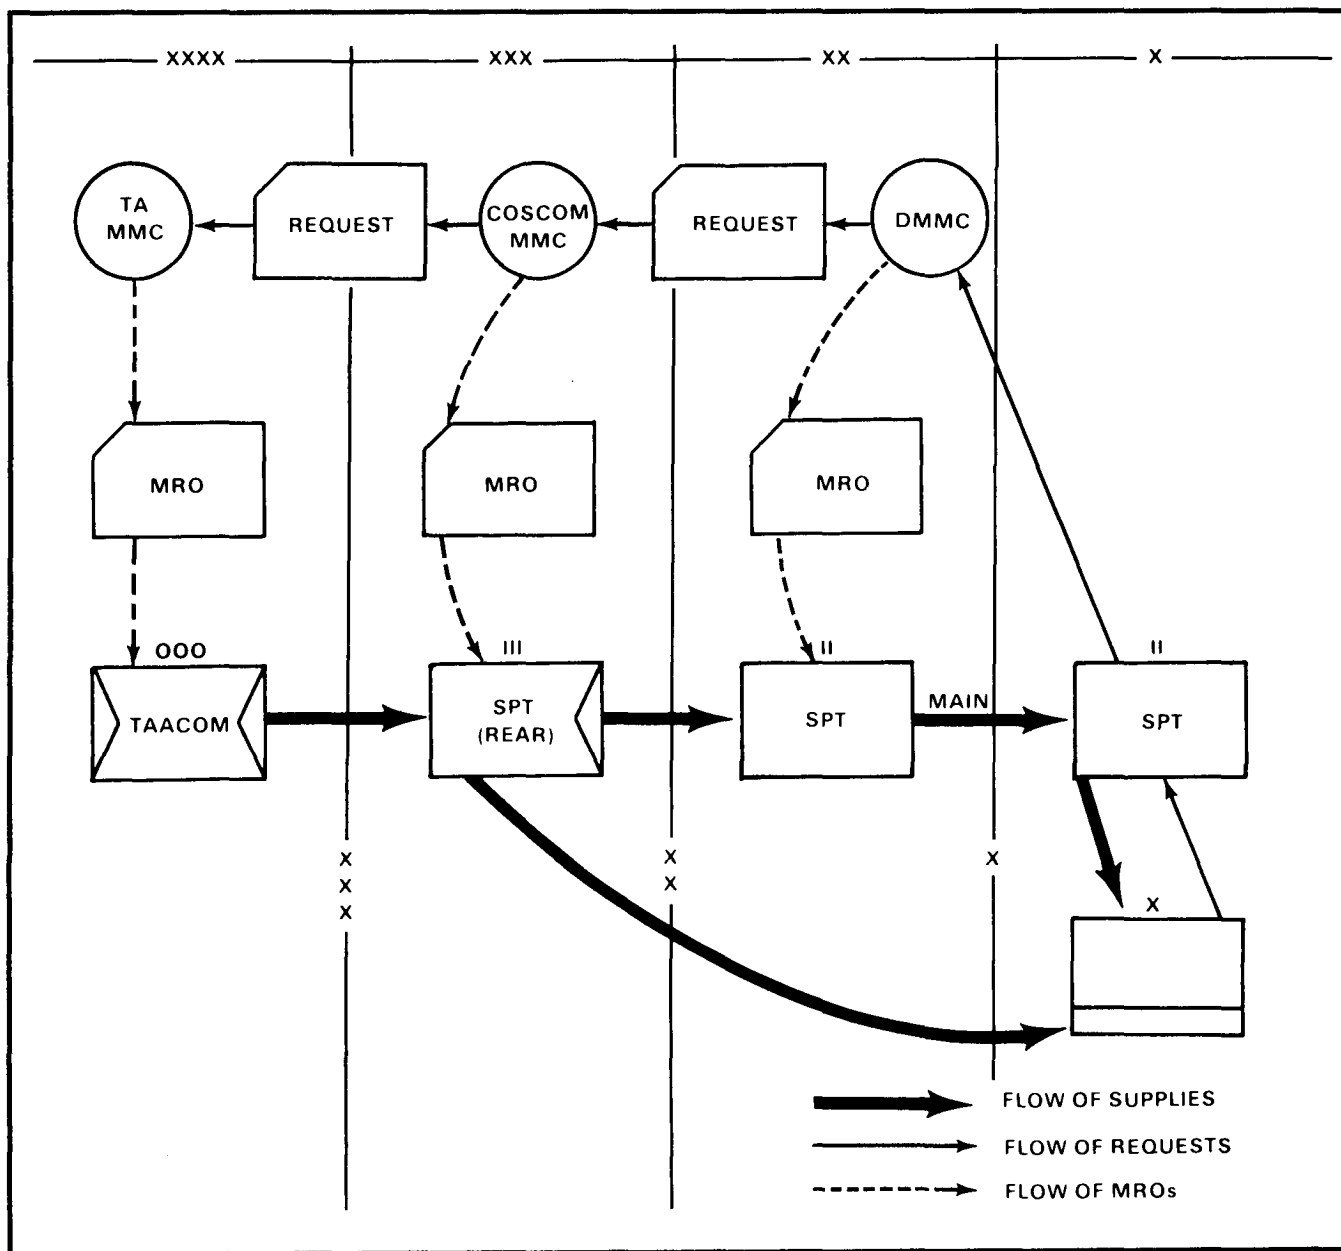 XXXX
XXX
XX
X
TA
MMC
REQUEST
COSCOM
MMC
REQUEST
DMMC
MRO
MRO
MRO
OOO
III
II
II
TAACOM
SPT
(REAR)
SPT
MAIN
SPT
X
X
X
X
X
X
X
FLOW OF SUPPLIES
FLOW OF REQUESTS
FLOW OF MROs